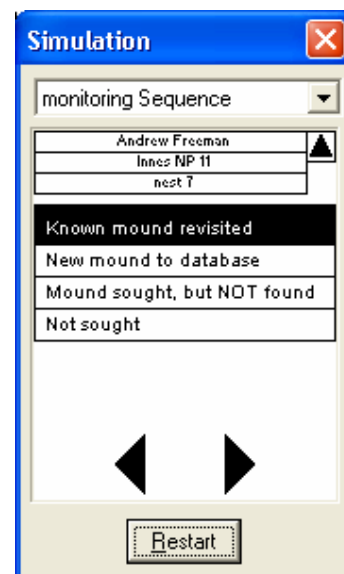 Simulation
monitoring Sequence
Andrew Freeman
Innes NP 11
nest 7
Known mound revisited
New mound to database
Mound sought, but NOT found
Not sought
Restart